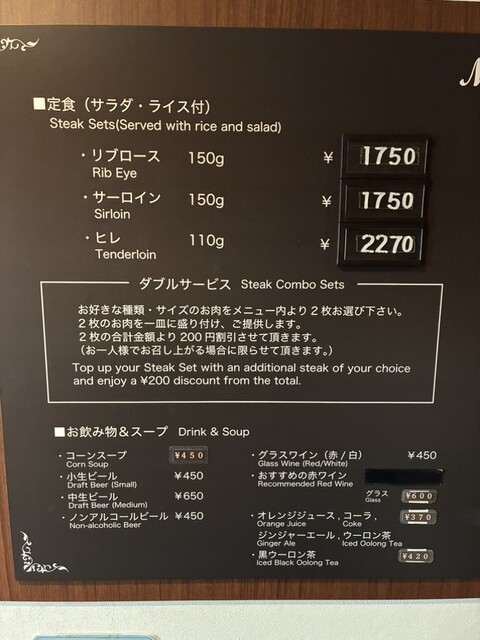 ■定食（サラダ・ライス付）
Steak Sets(Served with rice and salad)
・リブロース 150g ¥ 1750
Rib Eye
・サーロイン 150g ¥ 1750
Sirloin
・ヒレ 110g ¥ 2270
Tenderloin
ダブルサービス Steak Combo Sets
お好きな種類・サイズのお肉をメニュー内より２枚お選び下さい。
２枚のお肉を一皿に盛り付け、ご提供します。
２枚の合計金額より200円割引させて頂きます。
（お一人様でお召し上がる場合に限らせて頂きます。）
Top up your Steak Set with an additional steak of your choice
and enjoy a ¥200 discount from the total.
■お飲み物＆スープ Drink & Soup
・コーンスープ ¥450
Corn Soup
・小生ビール ¥450
Draft Beer (Small)
・中生ビール ¥650
Draft Beer (Medium)
・ノンアルコールビール ¥450
Non-alcoholic Beer
・グラスワイン（赤/白） ¥450
Glass Wine (Red/White)
・おすすめの赤ワイン
Recommended Red Wine
グラス ¥600
Glass
・オレンジジュース , コーラ , ¥370
Orange Juice Coke
ジンジャーエール , ウーロン茶
Ginger Ale Iced Oolong Tea
・黒ウーロン茶 ¥420
Iced Black Oolong Tea